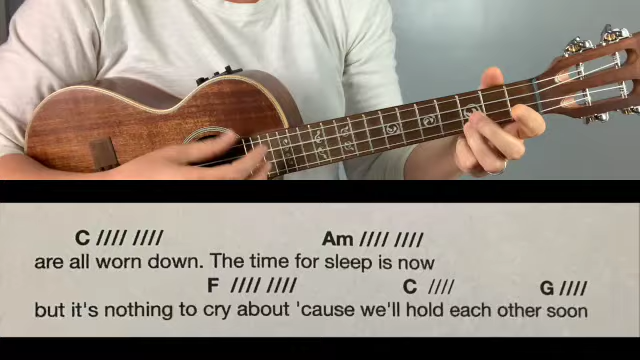 C //// //// Am //// ////
are all worn down. The time for sleep is now
F //// //// C //// G ////
but it's nothing to cry about 'cause we'll hold each other soon